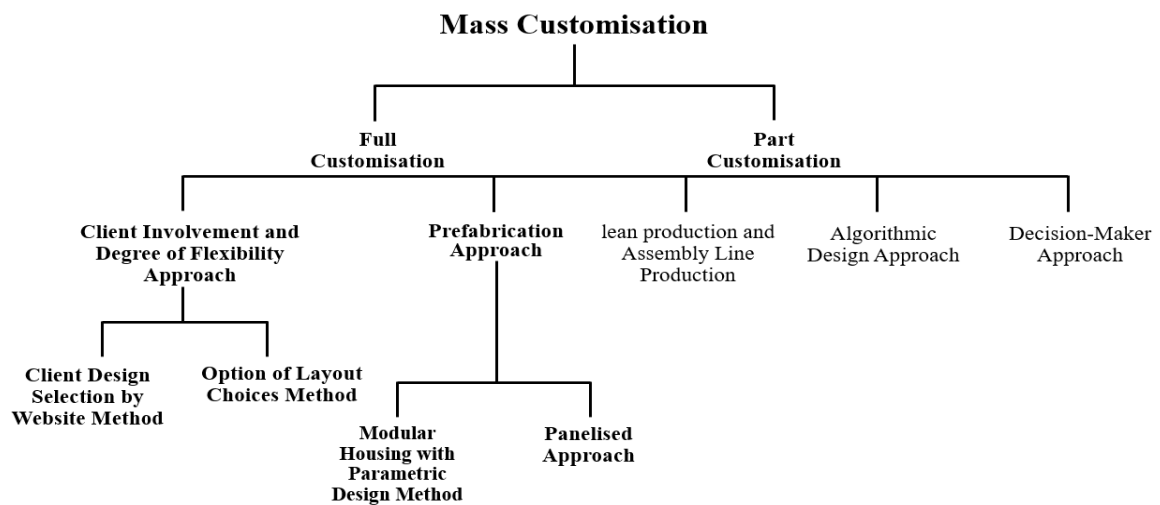 Mass Customisation
Full
Customisation
Part
Customisation
Client Involvement and
Degree of Flexibility
Approach
Prefabrication
Approach
lean production and
Assembly Line
Production
Algorithmic
Design Approach
Decision-Maker
Approach
Client Design
Selection by
Website Method
Option of Layout
Choices Method
Modular
Housing with
Parametric
Design Method
Panelised
Approach